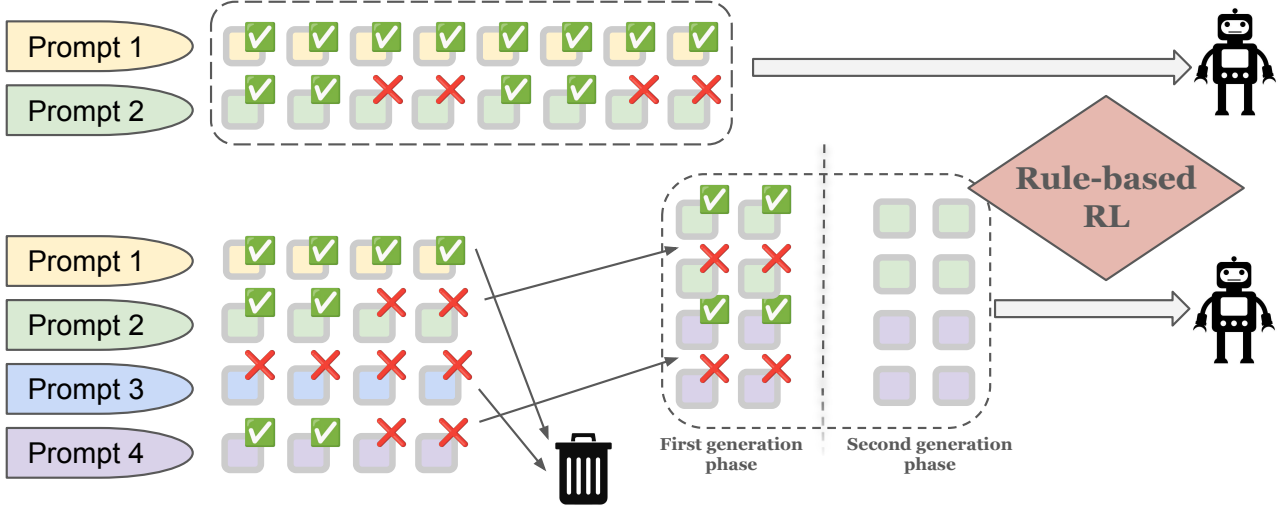 Prompt 1
Prompt 2
Rule-based
RL
Prompt 1
Prompt 2
Prompt 3
Prompt 4
First generation
phase
Second generation
phase